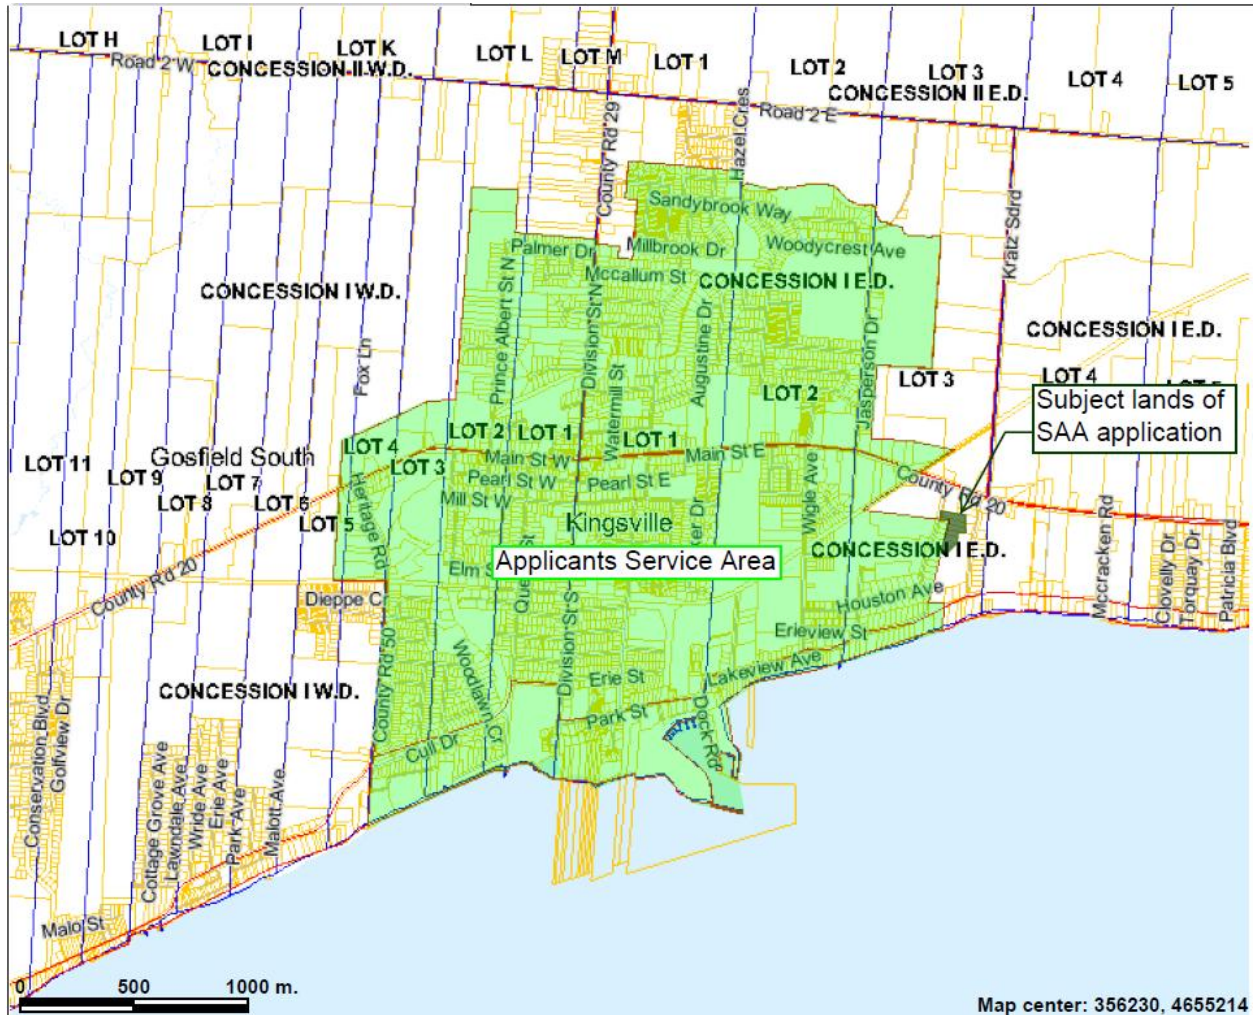 LOT H
LOT I
LOT K
LOT L
LOT M
LOT 1
LOT 2
LOT 3
LOT 4
LOT 5
Road 2 W
CONCESSION II W.D.
CONCESSION II E.D.
Road 2 E
County Rd 29
Hazel Cres
Kratz Sdrd
Sandybrook Way
Palmer Dr
Millbrook Dr
Woodycrest Ave
Mccallum St
CONCESSION I W.D.
CONCESSION I E.D.
CONCESSION I E.D.
Fox Ln
Prince Albert St N
Division St N
Watermill St
Augustine Dr
Jasperson Dr
LOT 3
LOT 4
Subject lands of
SAA application
LOT 2
LOT 4
LOT 3
LOT 2
LOT 1
LOT 1
Main St W
Main St E
LOT 11
LOT 9
Gosfield South
LOT 7
LOT 8
LOT 6
LOT 5
LOT 10
Heritage Rd
Pearl St W
Pearl St E
Mill St W
Wigle Ave
County Rd 20
Kingsville
Applicants Service Area
CONCESSION I E.D.
Elm S
Que
St
ker Dr
County Rd 20
Dieppe C
Houston Ave
Erieview St
Mccracken Rd
Clovelly Dr
Torquay Dr
Patricia Blvd
County Rd 50
Woodlawn Cr
Division St S
Erie St
Lakeview Ave
CONCESSION I W.D.
Park St
Dock Rd
Cull Dr
Conservation Blvd
Golfview Dr
Cottage Grove Ave
Lawndale Ave
Wride Ave
Erie Ave
Park Ave
Malott Ave
Malo St
0 500 1000 m.
Map center: 356230, 4655214